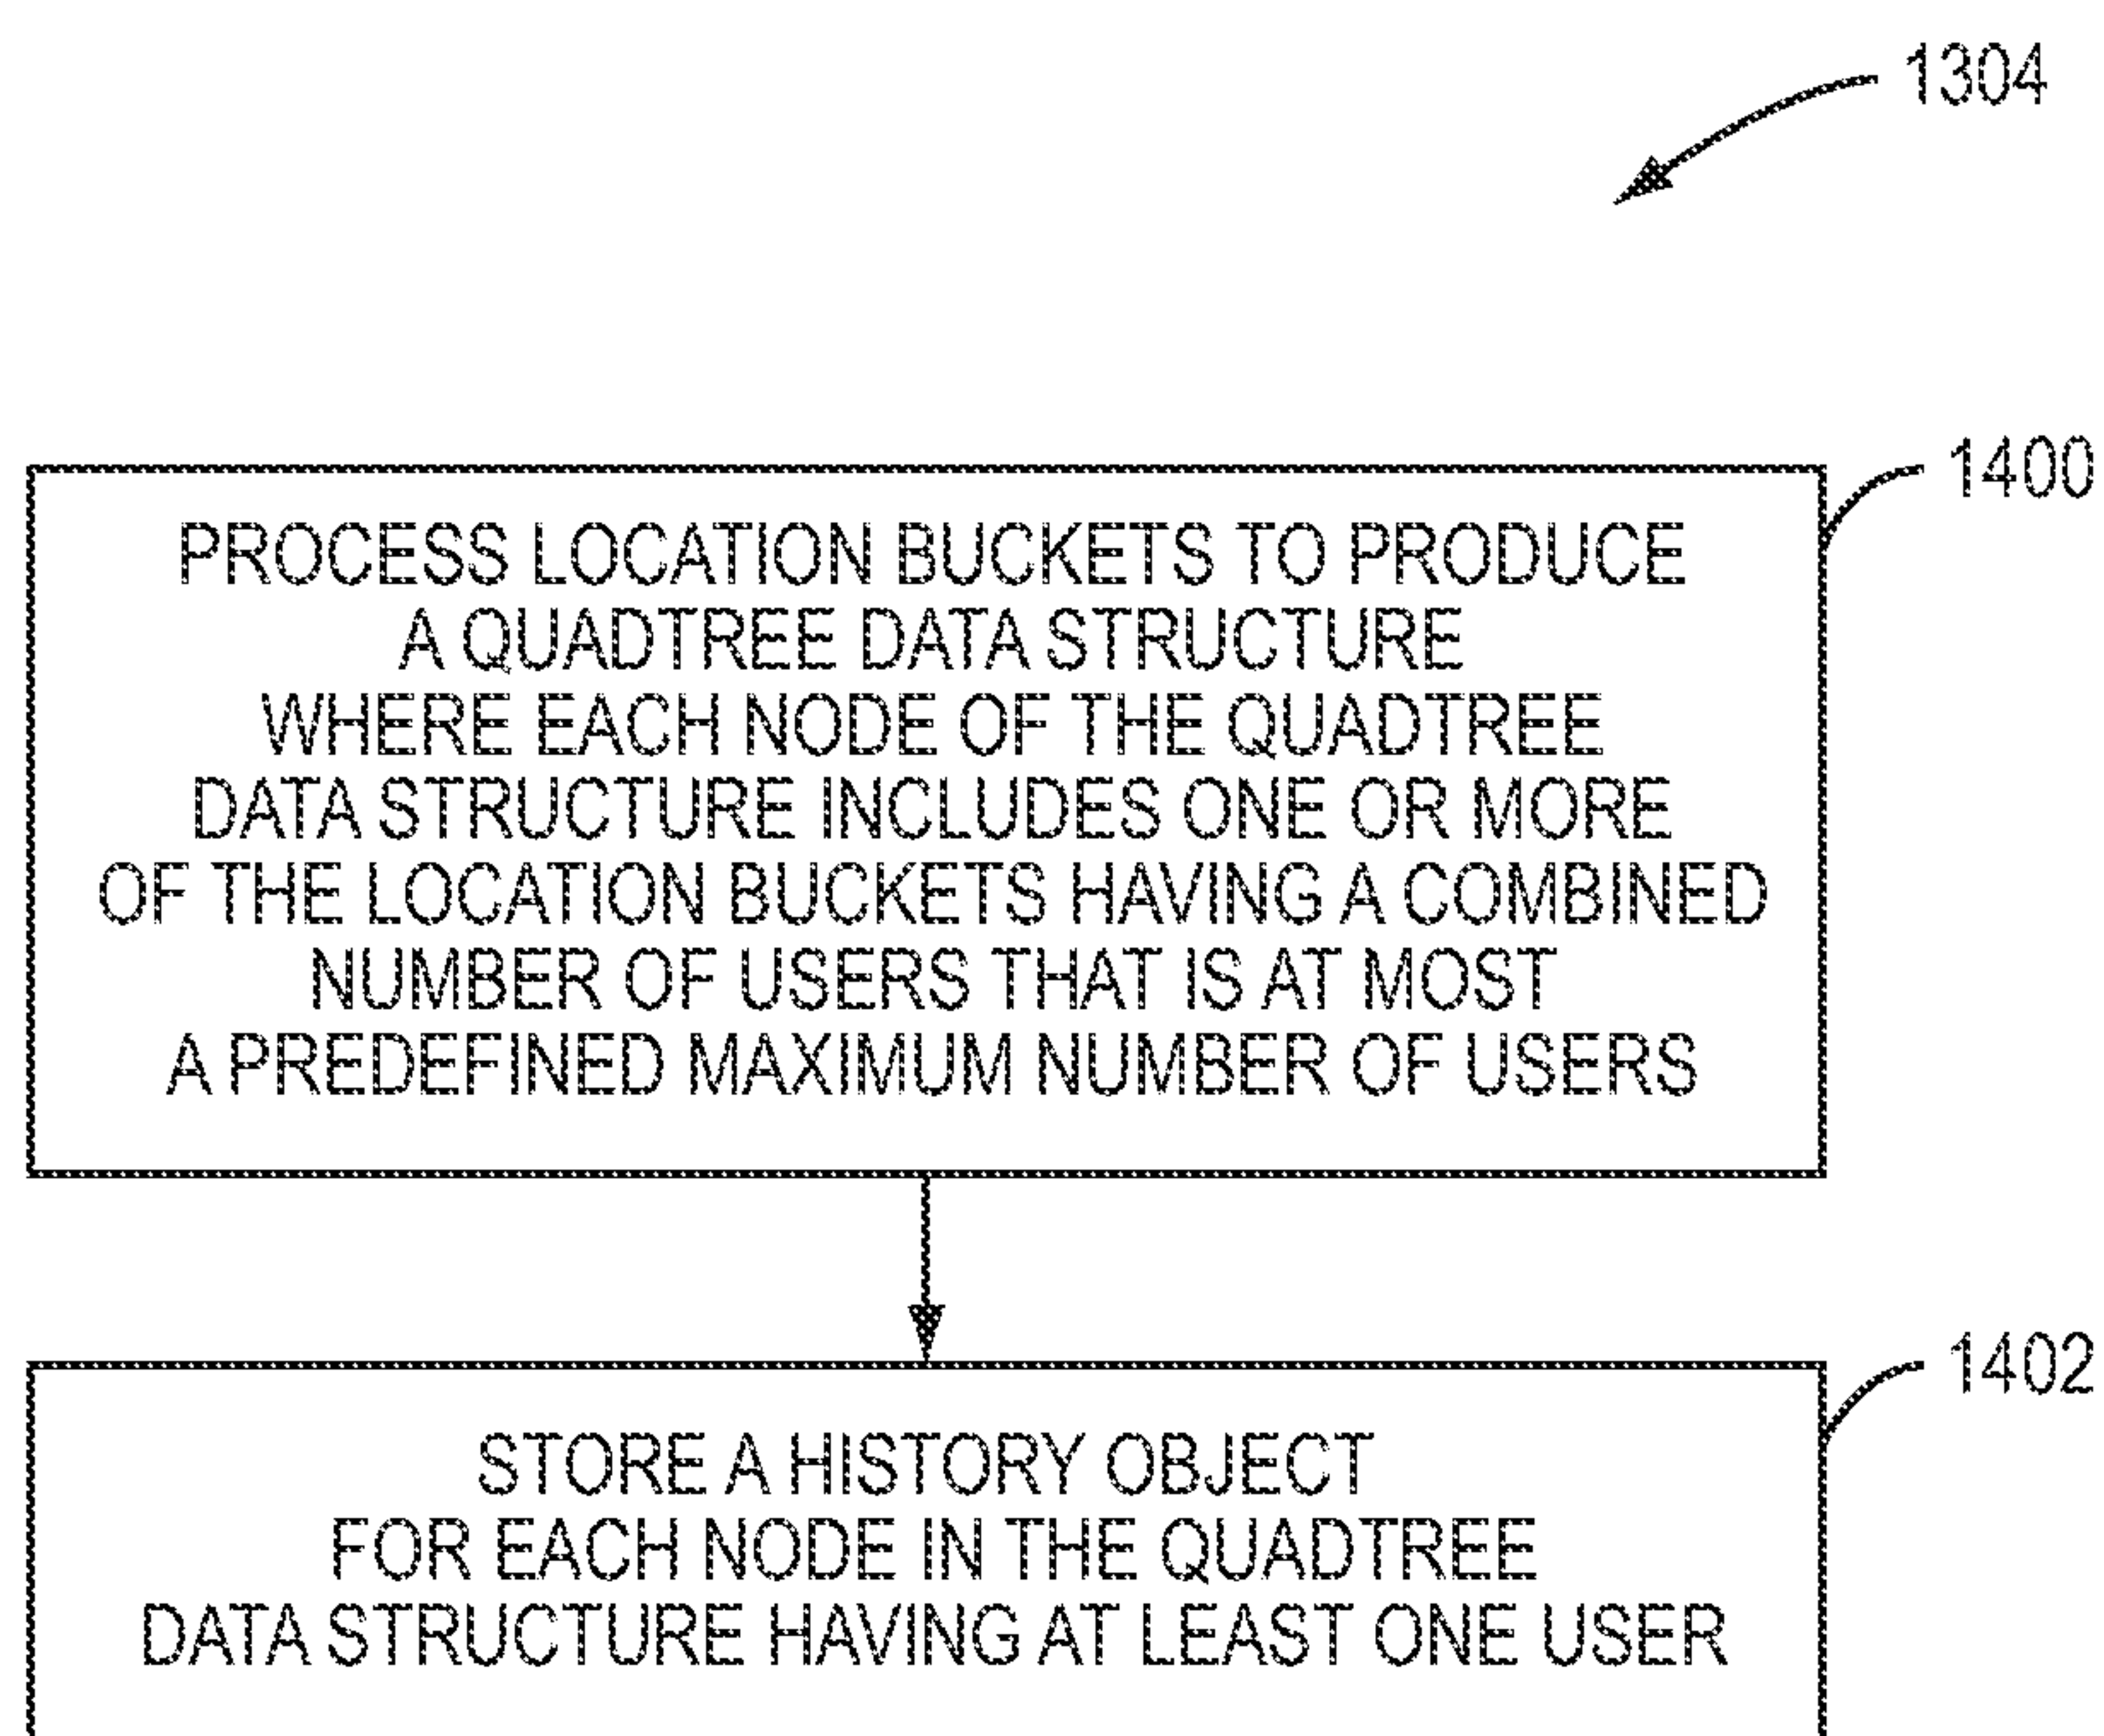 1304
1400
PROCESS LOCATION BUCKETS TO PRODUCE
A QUADTREE DATA STRUCTURE
WHERE EACH NODE OF THE QUADTREE
DATA STRUCTURE INCLUDES ONE OR MORE
OF THE LOCATION BUCKETS HAVING A COMBINED
NUMBER OF USERS THAT IS AT MOST
A PREDEFINED MAXIMUM NUMBER OF USERS
1402
STORE A HISTORY OBJECT
FOR EACH NODE IN THE QUADTREE
DATA STRUCTURE HAVING AT LEAST ONE USER